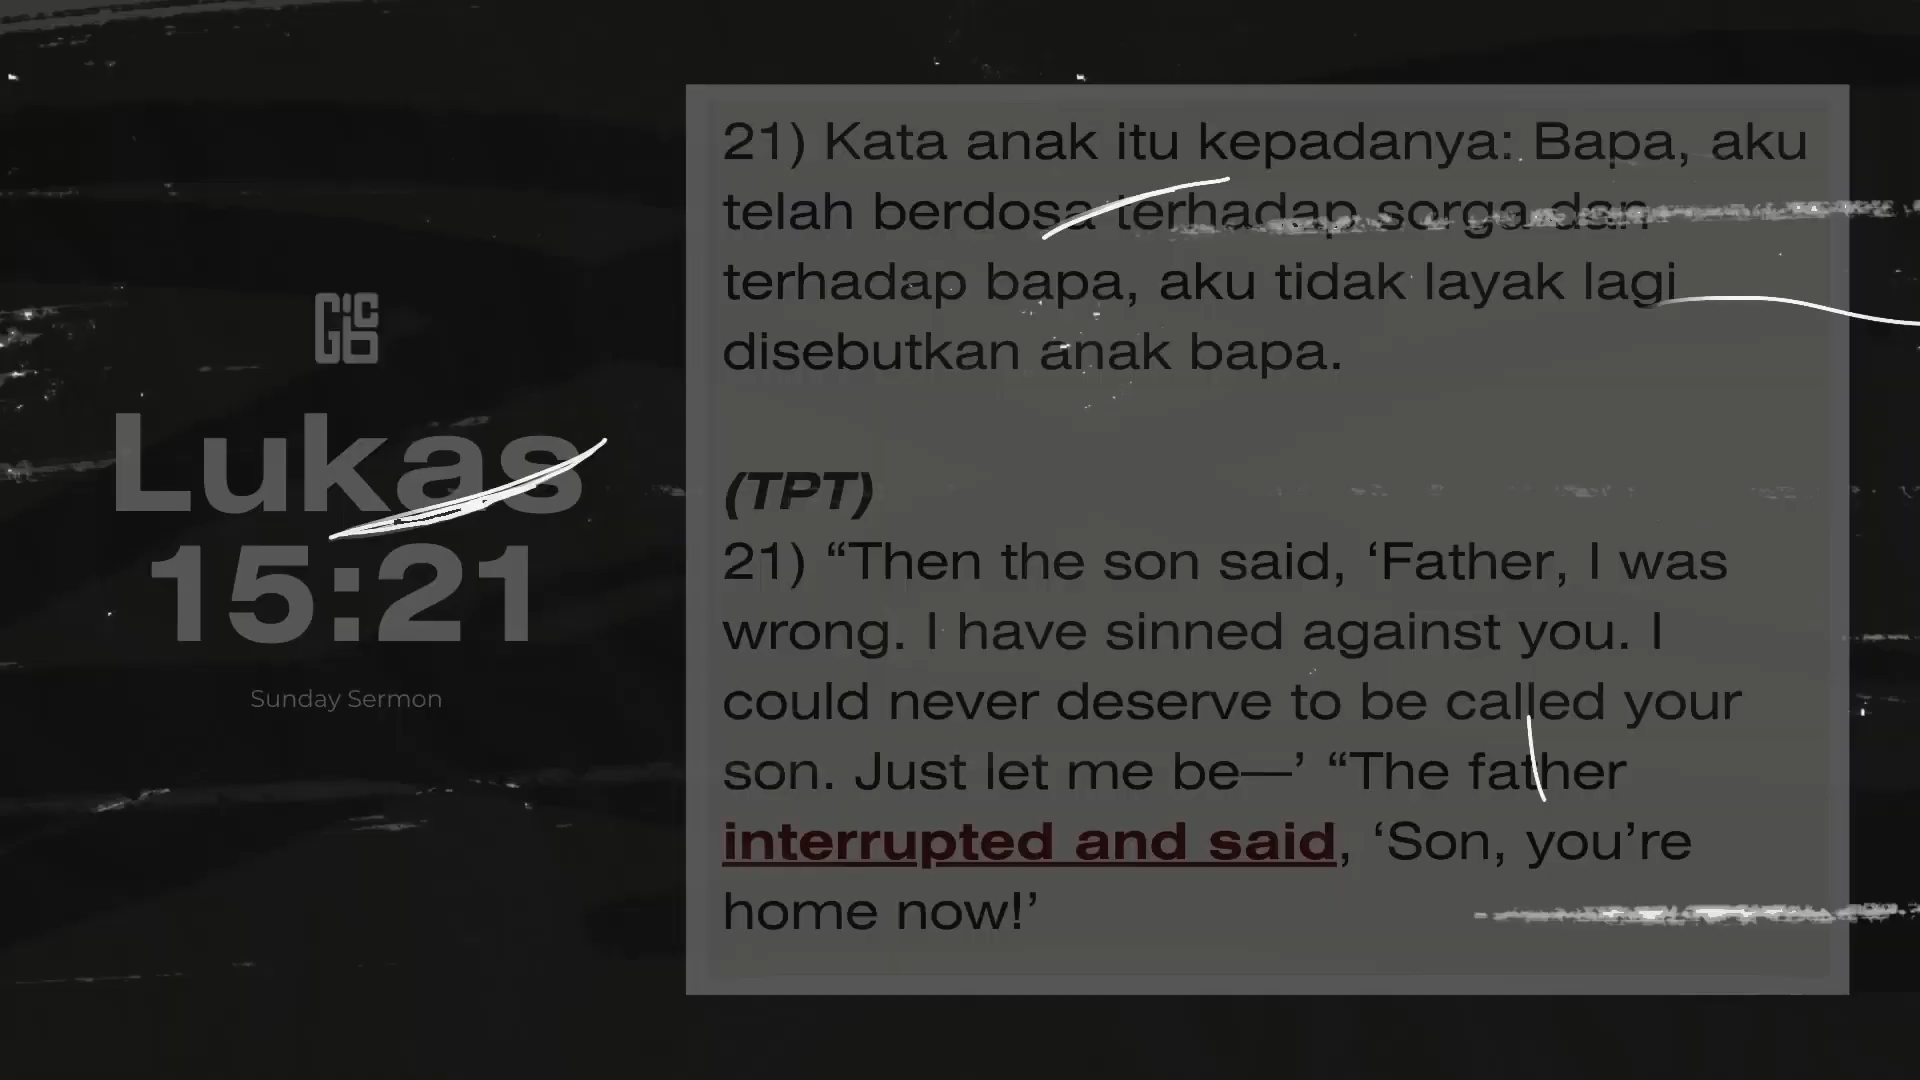 GiC
Gb
Lukas
15:21
Sunday Sermon
21) Kata anak itu kepadanya: Bapa, aku
telah berdosa terhadap sorga dan
terhadap bapa, aku tidak layak lagi
disebutkan anak bapa.
(TPT)
21) “Then the son said, ‘Father, I was
wrong. I have sinned against you. I
could never deserve to be called your
son. Just let me be—’ “The father
interrupted and said, ‘Son, you’re
home now!’